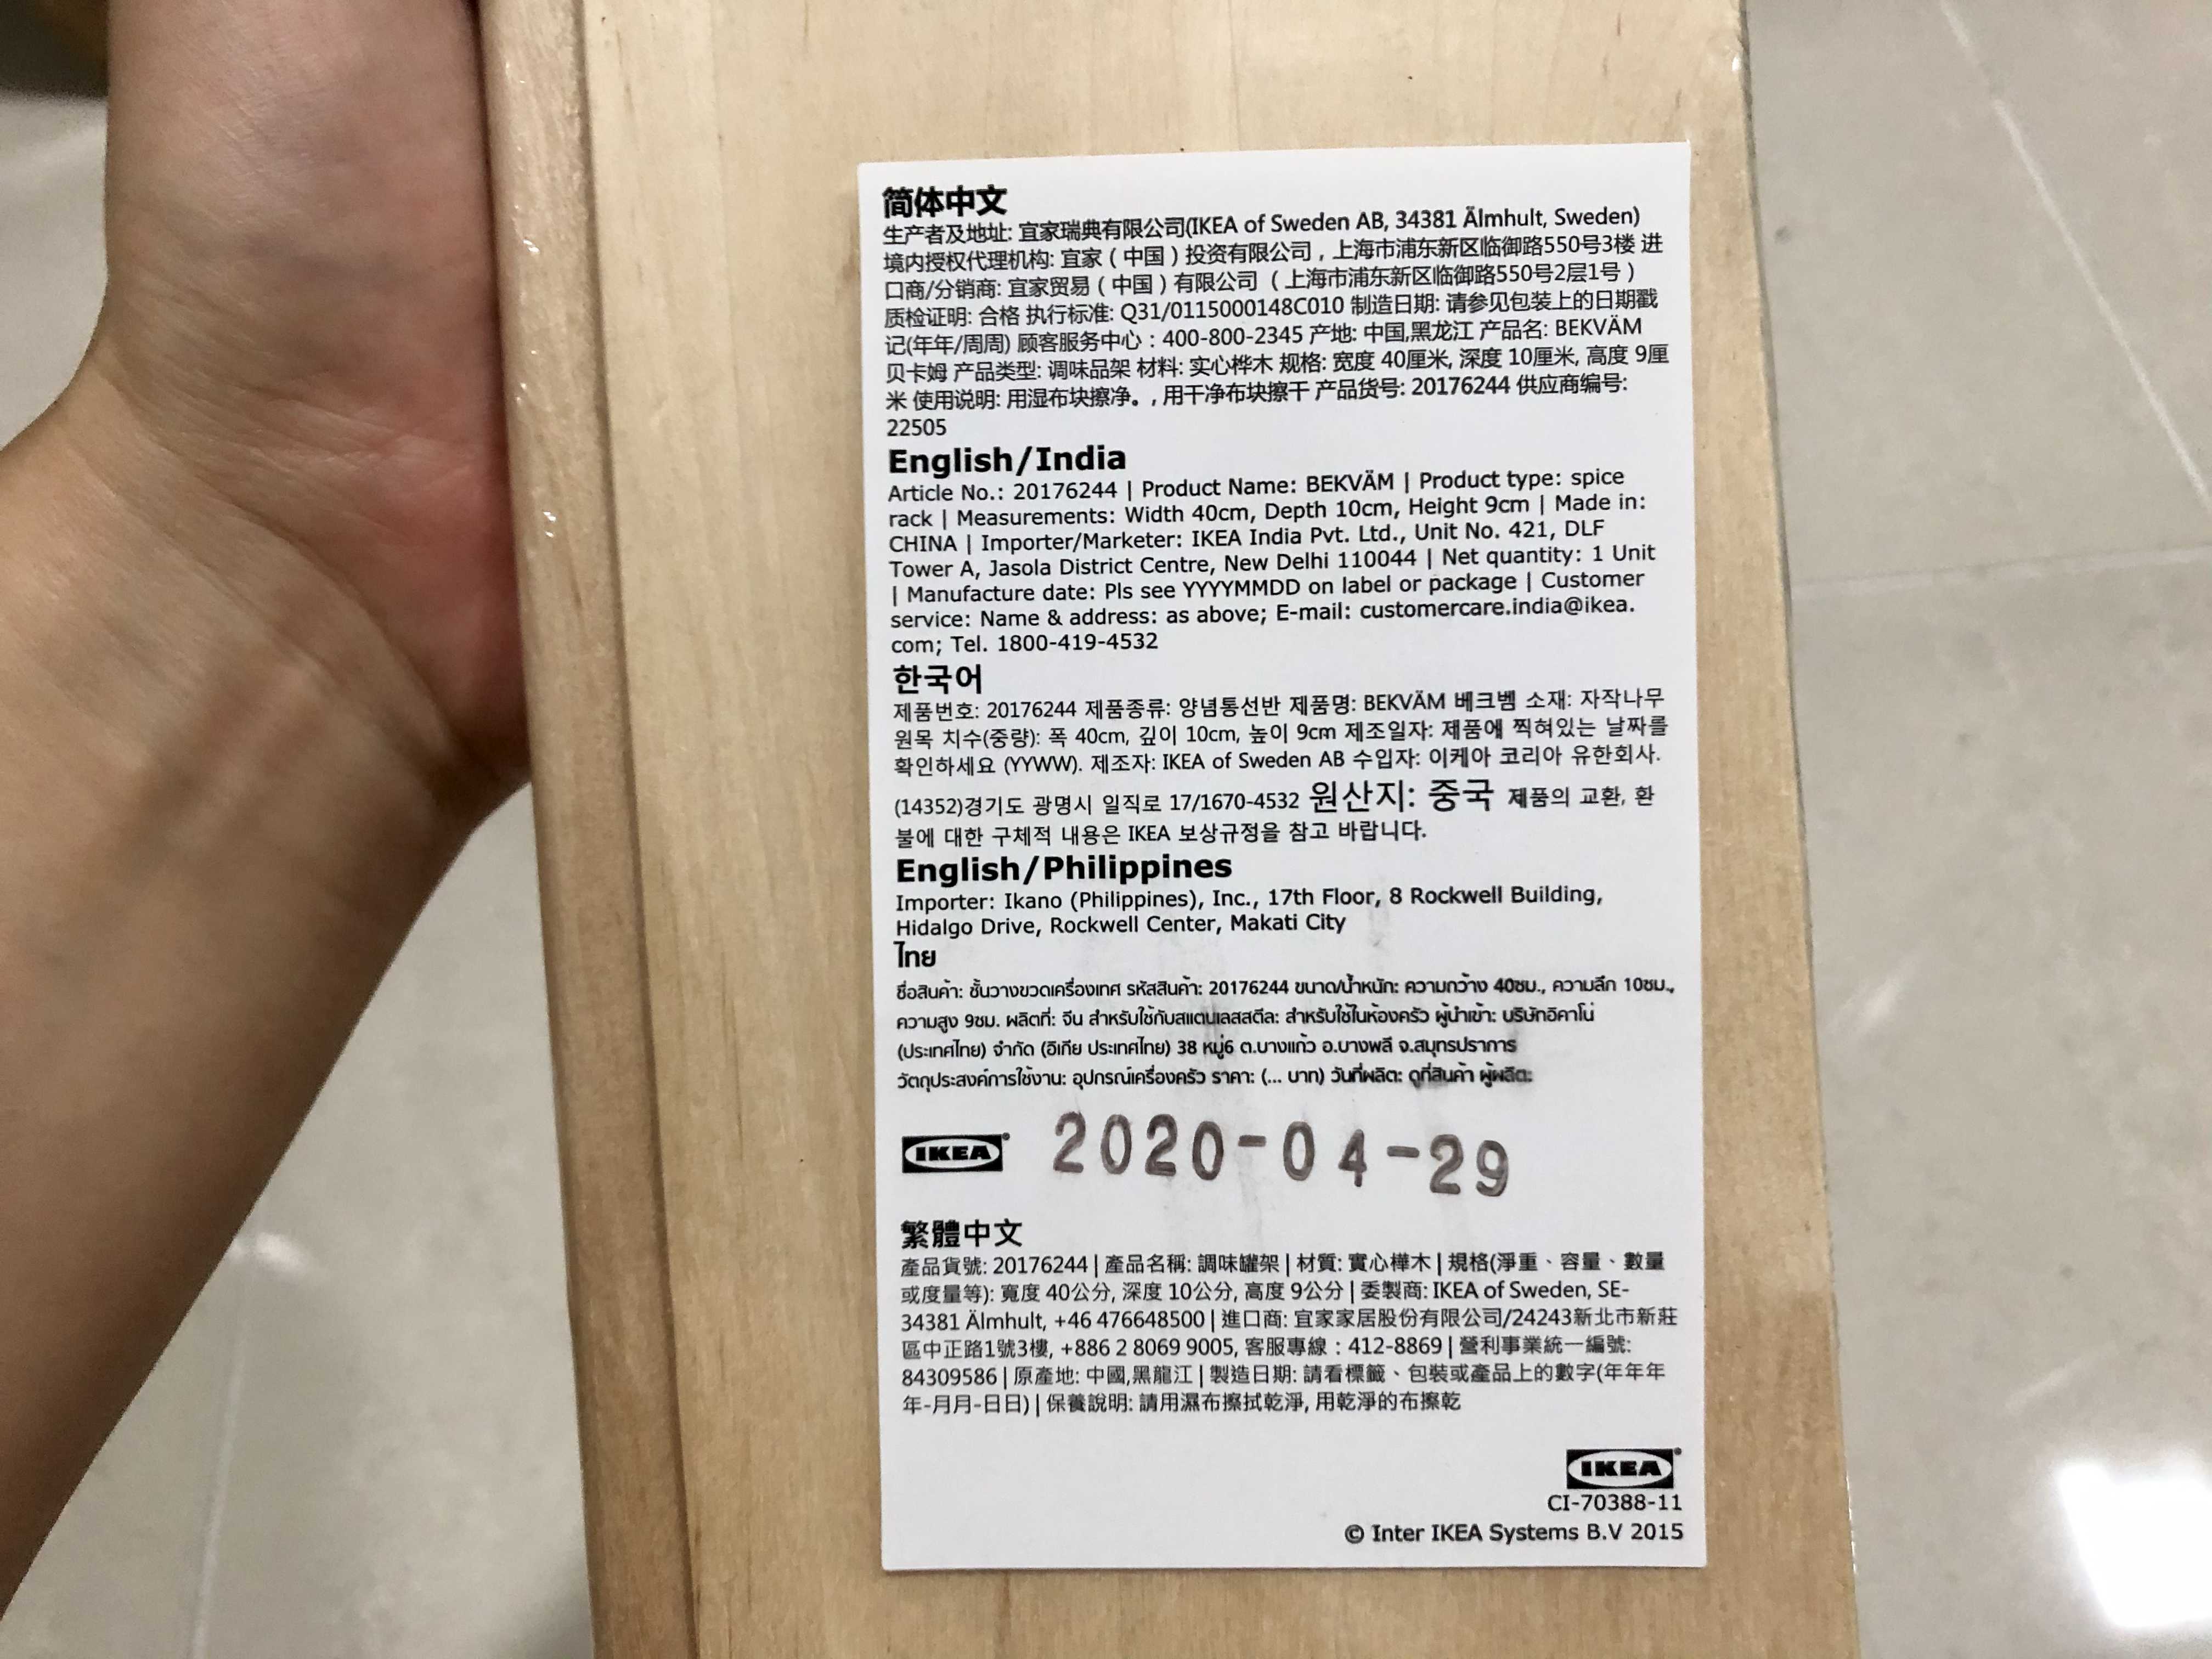 简体中文
生产者及地址: 宜家瑞典有限公司(IKEA of Sweden AB, 34381 Älmhult, Sweden)
境内授权代理机构: 宜家（中国）投资有限公司，上海市浦东新区临御路550号3楼 进
口商/分销商: 宜家贸易（中国）有限公司（上海市浦东新区临御路550号2层1号）
质检证明: 合格 执行标准: Q31/0115000148C010 制造日期: 请参见包装上的日期戳
记(年年/周周) 顾客服务中心：400-800-2345 产地: 中国,黑龙江 产品名: BEKVÄM
贝卡姆 产品类型: 调味品架 材料: 实心桦木 规格: 宽度 40厘米, 深度 10厘米, 高度 9厘
米 使用说明: 用湿布块擦净。, 用干净布块擦干 产品货号: 20176244 供应商编号:
22505
English/India
Article No.: 20176244 | Product Name: BEKVÄM | Product type: spice
rack | Measurements: Width 40cm, Depth 10cm, Height 9cm | Made in:
CHINA | Importer/Marketer: IKEA India Pvt. Ltd., Unit No. 421, DLF
Tower A, Jasola District Centre, New Delhi 110044 | Net quantity: 1 Unit
| Manufacture date: Pls see YYYYMMDD on label or package | Customer
service: Name & address: as above; E-mail: customercare.india@ikea.
com; Tel. 1800-419-4532
한국어
제품번호: 20176244 제품종류: 양념통선반 제품명: BEKVÄM 베크벰 소재: 자작나무
원목 치수(중량): 폭 40cm, 깊이 10cm, 높이 9cm 제조일자: 제품에 찍혀있는 날짜를
확인하세요 (YYWW). 제조자: IKEA of Sweden AB 수입자: 이케아 코리아 유한회사.
(14352)경기도 광명시 일직로 17/1670-4532 원산지: 중국 제품의 교환, 환
불에 대한 구체적 내용은 IKEA 보상규정을 참고 바랍니다.
English/Philippines
Importer: Ikano (Philippines), Inc., 17th Floor, 8 Rockwell Building,
Hidalgo Drive, Rockwell Center, Makati City
ไทย
ชื่อสินค้า: ชั้นวางขวดเครื่องเทศ รหัสสินค้า: 20176244 ขนาด/น้ำหนัก: ความกว้าง 40ซม., ความลึก 10ซม.,
ความสูง 9ซม. ผลิตที่: จีน สำหรับใช้กับสแตนเลสสตีล: สำหรับใช้ในห้องครัว ผู้นำเข้า: บริษัทอิคาโน่
(ประเทศไทย) จำกัด (อิเกีย ประเทศไทย) 38 หมู่6 ต.บางแก้ว อ.บางพลี จ.สมุทรปราการ
วัตถุประสงค์การใช้งาน: อุปกรณ์เครื่องครัว ราคา: (... บาท) วันที่ผลิต: ดูที่สินค้า ผู้ผลิต:
IKEA 2020-04-29
繁體中文
產品貨號: 20176244 | 產品名稱: 調味罐架 | 材質: 實心樺木 | 規格(淨重、容量、數量
或度量等): 寬度 40公分, 深度 10公分, 高度 9公分 | 委製商: IKEA of Sweden, SE-
34381 Älmhult, +46 476648500 | 進口商: 宜家家居股份有限公司/24243新北市新莊
區中正路1號3樓, +886 2 8069 9005, 客服專線：412-8869 | 營利事業統一編號:
84309586 | 原產地: 中國,黑龍江 | 製造日期: 請看標籤、包裝或產品上的數字(年年年
年-月月-日日) | 保養說明: 請用濕布擦拭乾淨, 用乾淨的布擦乾
IKEA
CI-70388-11
© Inter IKEA Systems B.V 2015